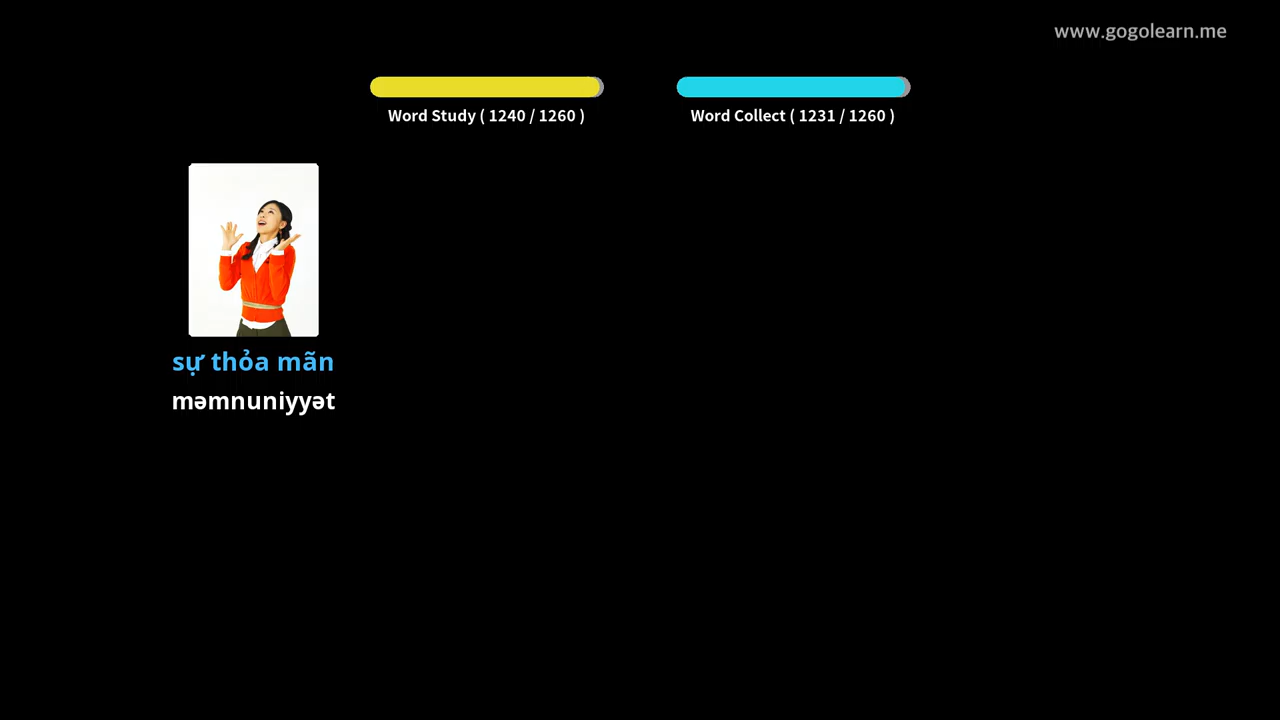 www.gogolearn.me
Word Study ( 1240 / 1260 )
Word Collect ( 1231 / 1260 )
sự thỏa mãn
məmnuniyyət